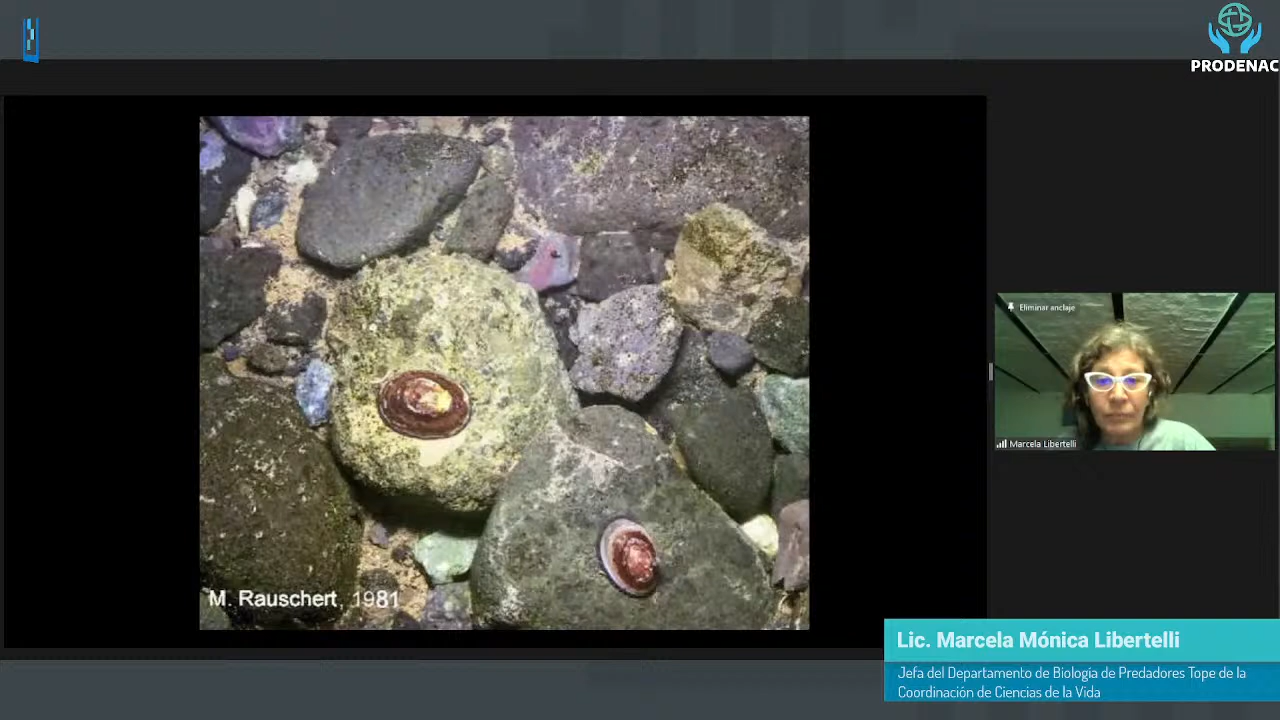 PRODENAC
Eliminar anclaje
Marcela Libertelli
M. Rauschert, 1981
Lic. Marcela Mónica Libertelli
Jefa del Departamento de Biología de Predadores Tope de la
Coordinación de Ciencias de la Vida